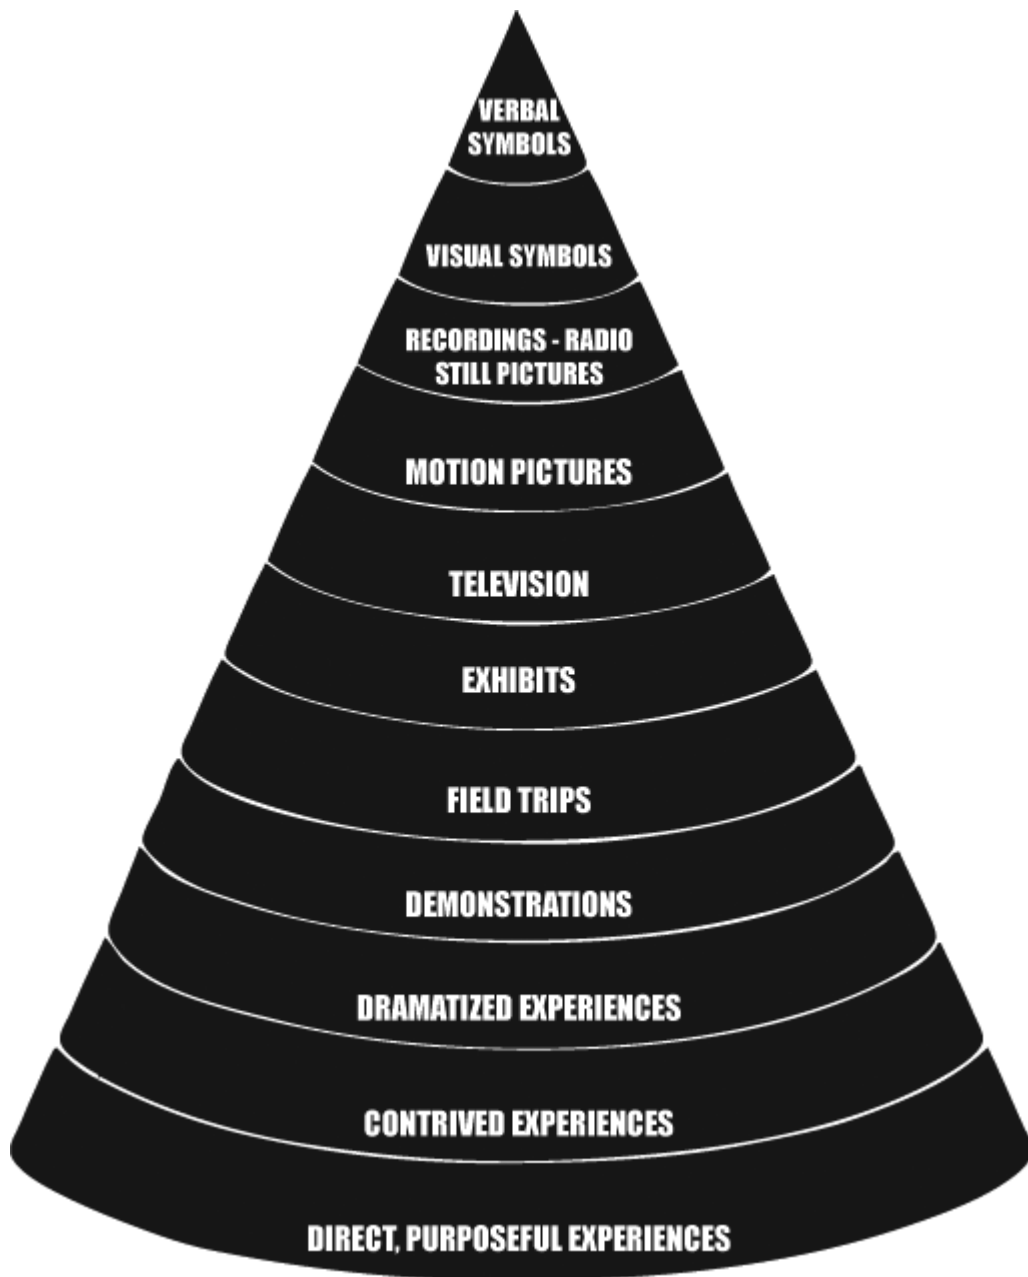 VERBAL
SYMBOLS
VISUAL SYMBOLS
RECORDINGS - RADIO
STILL PICTURES
MOTION PICTURES
TELEVISION
EXHIBITS
FIELD TRIPS
DEMONSTRATIONS
DRAMATIZED EXPERIENCES
CONTRIVED EXPERIENCES
DIRECT, PURPOSEFUL EXPERIENCES